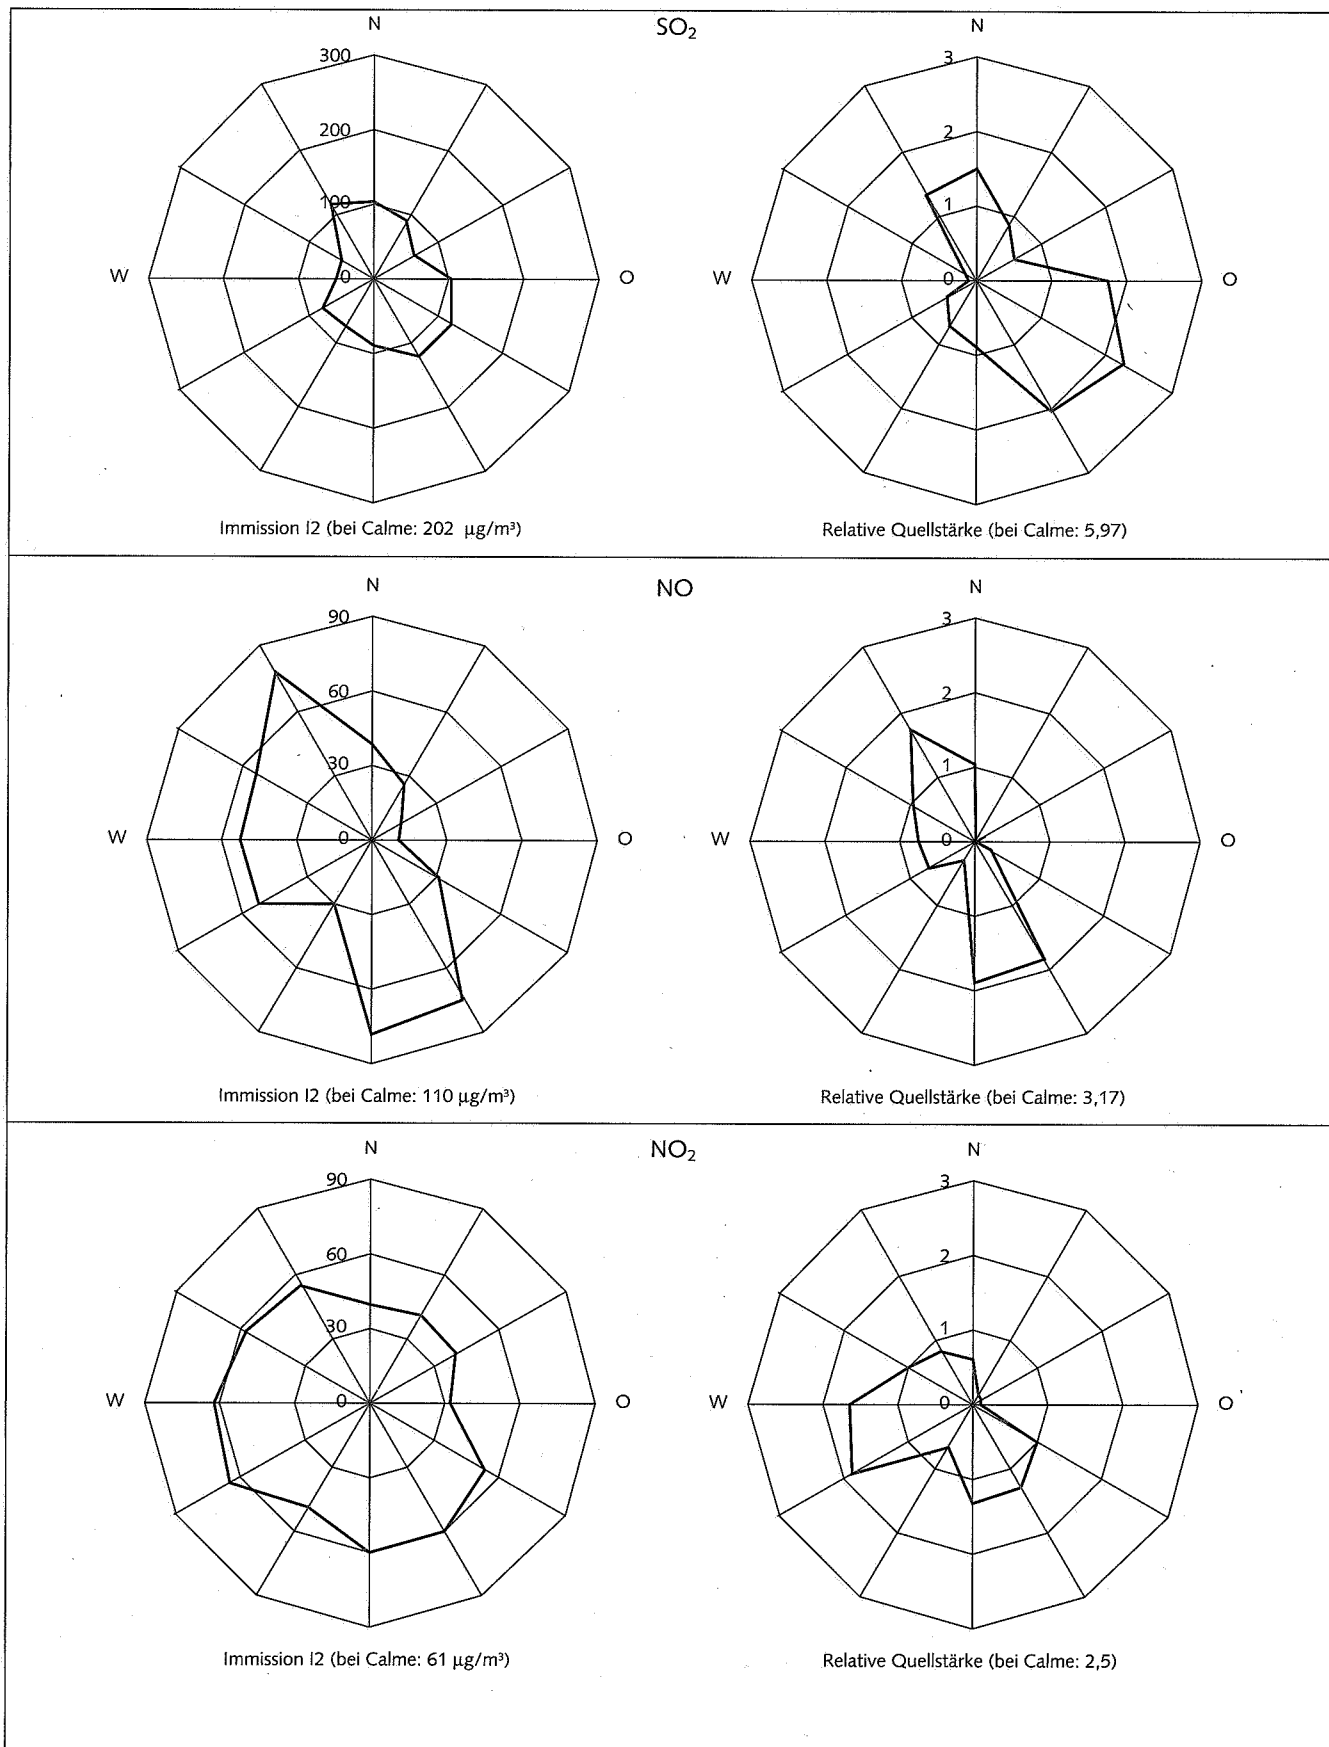 SO₂
N
300
200
100
0
W
O
Immission I2 (bei Calme: 202 µg/m³)
N
3
2
1
0
W
O
Relative Quellstärke (bei Calme: 5,97)
NO
N
90
60
30
0
W
O
Immission I2 (bei Calme: 110 µg/m³)
N
3
2
1
0
W
O
Relative Quellstärke (bei Calme: 3,17)
NO₂
N
90
60
30
0
W
O
Immission I2 (bei Calme: 61 µg/m³)
N
3
2
1
0
W
O
Relative Quellstärke (bei Calme: 2,5)